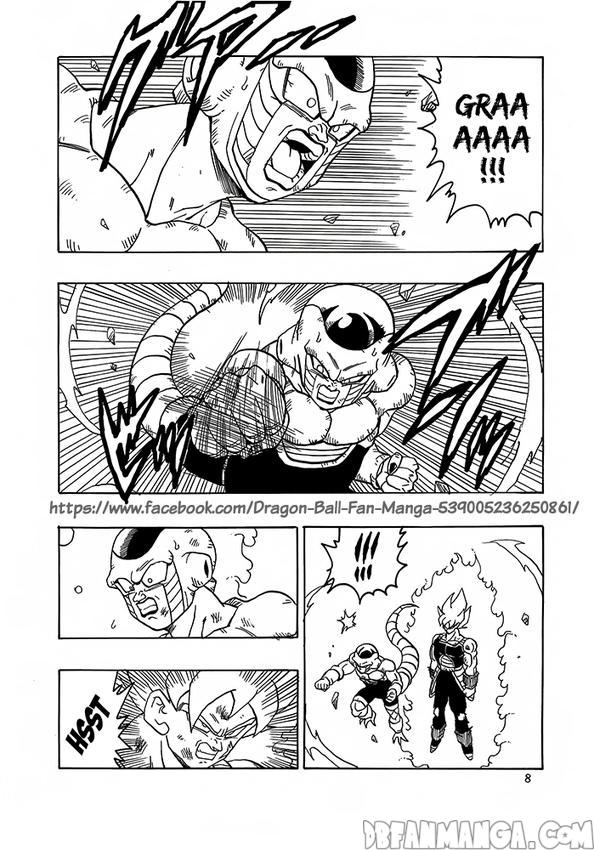 GRAA
AAAA
!!!
https://www.facebook.com/Dragon-Ball-Fan-Manga-539005236250861/
!!!
HSST
8
DBFANMANGA.COM